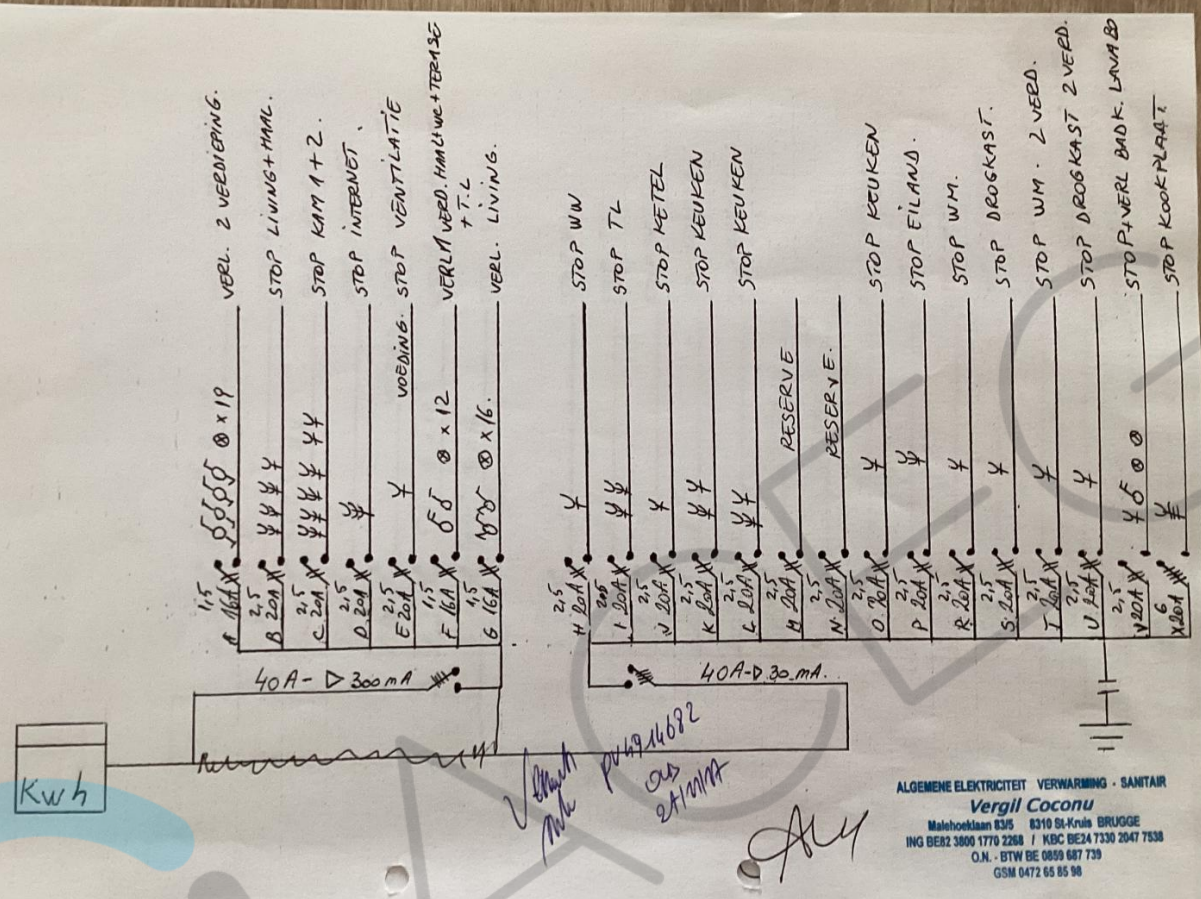 Kwh
40A- ▷ 300mA
1,5
A 16A VERL. 2 VERDIEPING.
⊗ x 19
2,5
B 20A STOP LIVING+HAAL.
2,5
C 20A STOP KAM 1+2.
2,5
D 20A STOP INTERNET.
2,5
E 20A VOEDING. STOP VENTILATIE
1,5
F 16A ⊗ x 12 VERL 1 VERD. HAAL+WC+TERASE
+ T.L
1,5
G 16A ⊗ x 16. VERL. LIVING.
40A-▷ 30mA.
2,5
H 20A STOP WW
2,5
I 20A STOP TL
2,5
J 20A STOP KETEL
2,5
K 20A STOP KEUKEN
2,5
L 20A STOP KEUKEN
2,5
M 20A RESERVE
2,5
N 20A RESERVE.
2,5
O 20A STOP KEUKEN
2,5
P 20A STOP EILAND.
2,5
R 20A STOP WM.
2,5
S 20A STOP DROGKAST.
2,5
T 20A STOP WM. 2 VERD.
2,5
U 20A STOP DROGKAST 2 VERD.
2,5
V 20A ⊗ ⊗ STOP+VERL BADK. LAVABO
6
X 20A STOP KOOKPLAAT.
PV 4914682
ALGEMENE ELEKTRICITEIT VERWARMING - SANITAIR
Vergil Coconu
Malehoeklaan 83/5 8310 St-Kruis BRUGGE
ING BE82 3800 1770 2268 / KBC BE24 7330 2047 7538
O.N. - BTW BE 0859 687 739
GSM 0472 65 85 98